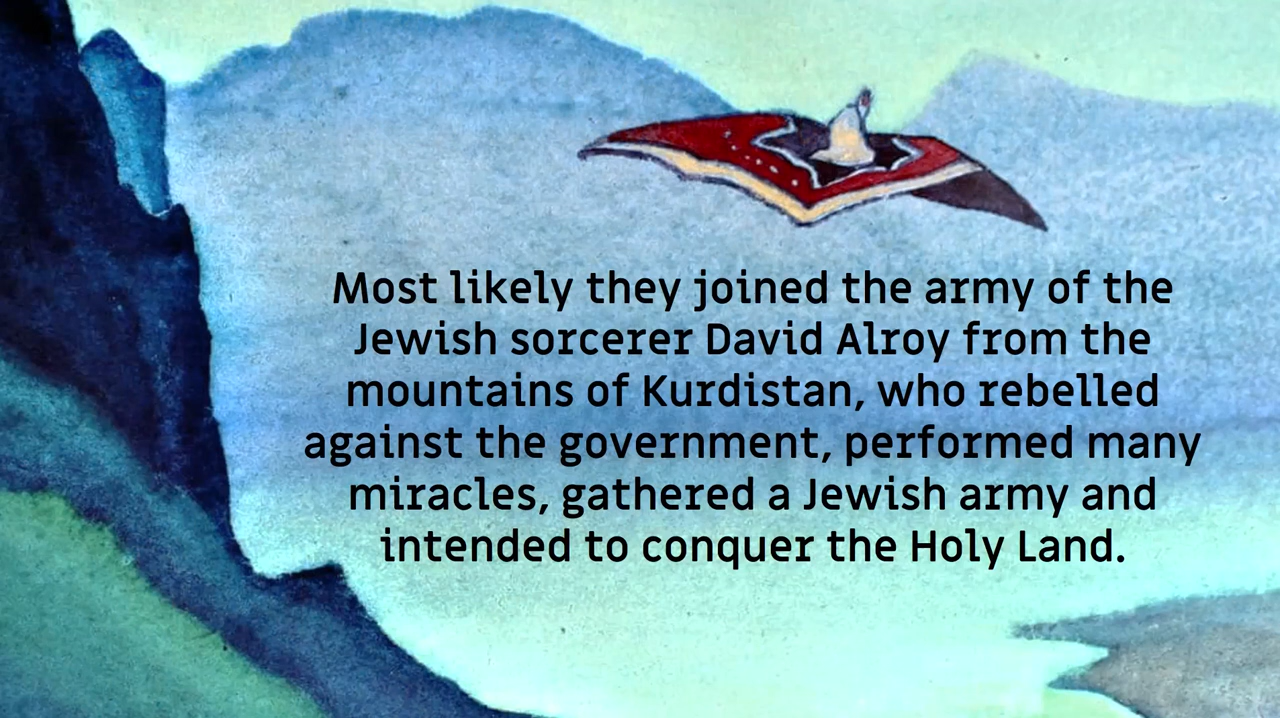 Most likely they joined the army of the
Jewish sorcerer David Alroy from the
mountains of Kurdistan, who rebelled
against the government, performed many
miracles, gathered a Jewish army and
intended to conquer the Holy Land.